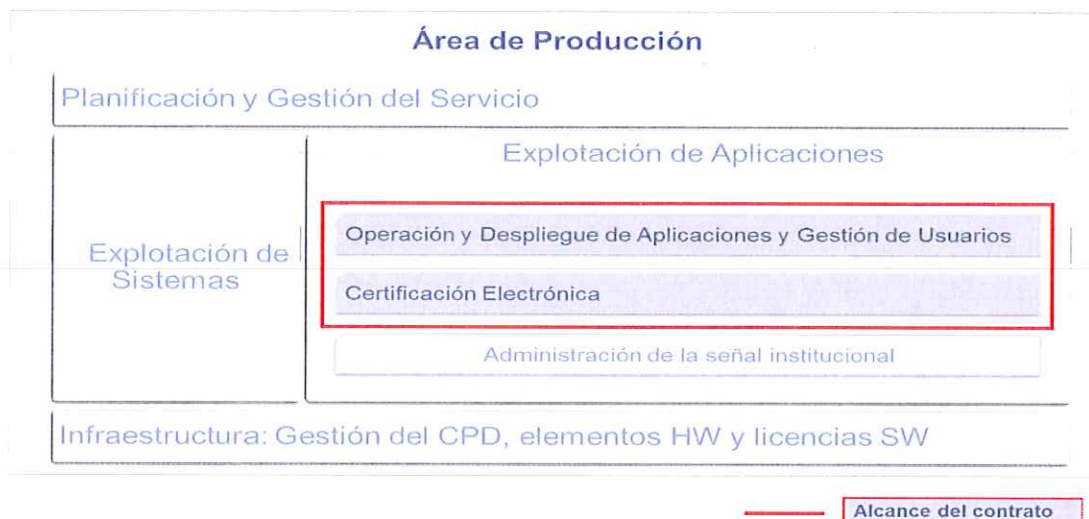 Área de Producción
Planificación y Gestión del Servicio
Explotación de Aplicaciones
Explotación de
Sistemas
Operación y Despliegue de Aplicaciones y Gestión de Usuarios
Certificación Electrónica
Administración de la señal institucional
Infraestructura: Gestión del CPD, elementos HW y licencias SW
Alcance del contrato